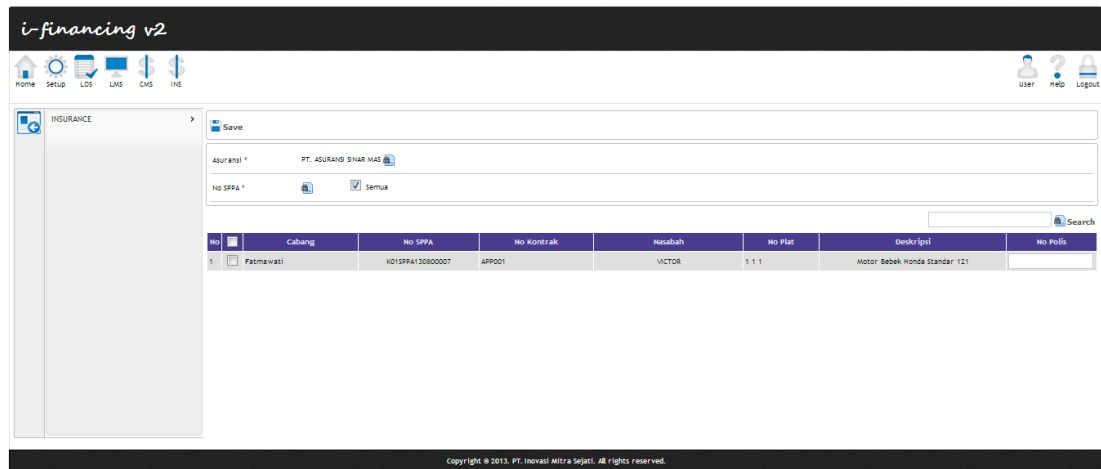 i-financing v2
Home Setup LOS LMS CMS INS User Help Logout
INSURANCE
Save
Asuransi * PT. ASURANSI SINAR MAS
No SPPA * Semua
Search
No Cabang No SPPA No Kontrak Nasabah No Plat Deskripsi No Polis
1 Fatmawati K01SPPA130800007 APP001 VICTOR 1 1 1 Motor Bebek Honda Standar 121
Copyright © 2013. PT. Inovasi Mitra Sejati. All rights reserved.